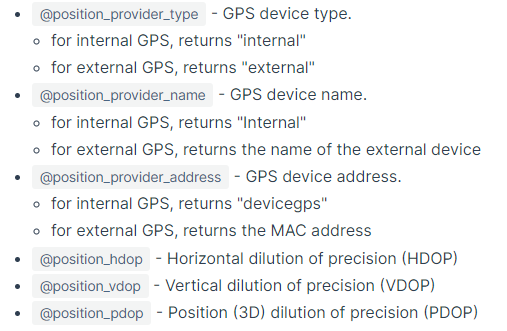 • @position_provider_type - GPS device type.
◦ for internal GPS, returns "internal"
◦ for external GPS, returns "external"
• @position_provider_name - GPS device name.
◦ for internal GPS, returns "Internal"
◦ for external GPS, returns the name of the external device
• @position_provider_address - GPS device address.
◦ for internal GPS, returns "devicegps"
◦ for external GPS, returns the MAC address
• @position_hdop - Horizontal dilution of precision (HDOP)
• @position_vdop - Vertical dilution of precision (VDOP)
• @position_pdop - Position (3D) dilution of precision (PDOP)